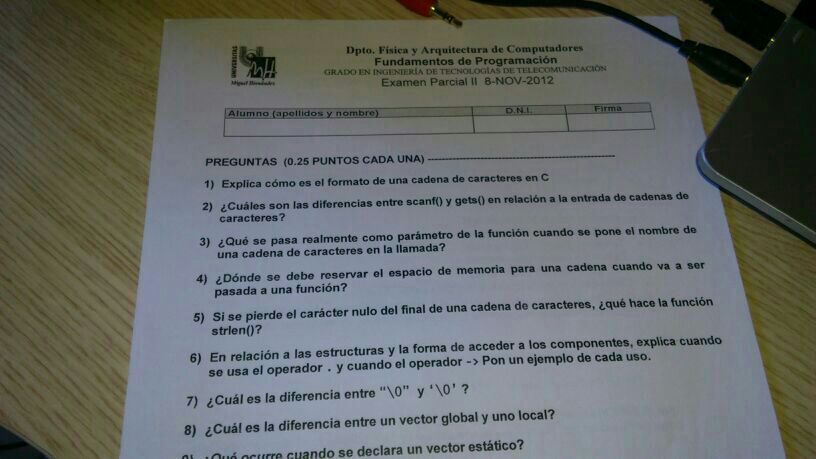 Dpto. Física y Arquitectura de Computadores
Fundamentos de Programación
GRADO EN INGENIERÍA DE TECNOLOGÍAS DE TELECOMUNICACIÓN
Examen Parcial II 8-NOV-2012
UNIVERSITAS
Miguel Hernández
Alumno (apellidos y nombre) D.N.I. Firma
PREGUNTAS (0.25 PUNTOS CADA UNA)
1) Explica cómo es el formato de una cadena de caracteres en C
2) ¿Cuáles son las diferencias entre scanf() y gets() en relación a la entrada de cadenas de
caracteres?
3) ¿Qué se pasa realmente como parámetro de la función cuando se pone el nombre de
una cadena de caracteres en la llamada?
4) ¿Dónde se debe reservar el espacio de memoria para una cadena cuando va a ser
pasada a una función?
5) Si se pierde el carácter nulo del final de una cadena de caracteres, ¿qué hace la función
strlen()?
6) En relación a las estructuras y la forma de acceder a los componentes, explica cuando
se usa el operador . y cuando el operador -> Pon un ejemplo de cada uso.
7) ¿Cuál es la diferencia entre "\0" y '\0' ?
8) ¿Cuál es la diferencia entre un vector global y uno local?
9) ¿Qué ocurre cuando se declara un vector estático?